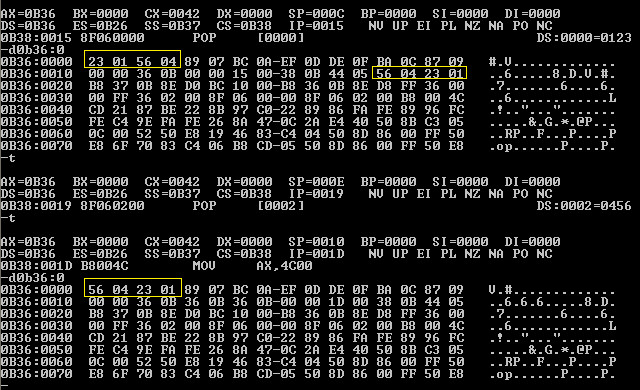 AX=0B36 BX=0000 CX=0042 DX=0000 SP=000C BP=0000 SI=0000 DI=0000
DS=0B36 ES=0B26 SS=0B37 CS=0B38 IP=0015 NV UP EI PL NZ NA PO NC
0B38:0015 8F060000 POP [0000] DS:0000=0123
-d0b36:0
0B36:0000 23 01 56 04 89 07 BC 0A-EF 0D DE 0F BA 0C 87 09 #.V.............
0B36:0010 00 00 36 0B 00 00 15 00-38 0B 44 05 56 04 23 01 ..6.....8.D.V.#.
0B36:0020 B8 37 0B 8E D0 BC 10 00-B8 36 0B 8E D8 FF 36 00 .7.......6....6.
0B36:0030 00 FF 36 02 00 8F 06 00-00 8F 06 02 00 B8 00 4C ..6............L
0B36:0040 CD 21 87 BE 22 8B 97 C0-22 89 86 FA FE 89 96 FC .!.."...".......
0B36:0050 FE C4 9E FA FE 26 8A 47-0C 2A E4 40 50 8B C3 05 .....&.G.*.@P...
0B36:0060 0C 00 52 50 E8 19 46 83-C4 04 50 8D 86 00 FF 50 ..RP..F...P....P
0B36:0070 E8 6F 70 83 C4 06 B8 CD-05 50 8D 86 00 FF 50 E8 .op......P....P.
-t
AX=0B36 BX=0000 CX=0042 DX=0000 SP=000E BP=0000 SI=0000 DI=0000
DS=0B36 ES=0B26 SS=0B37 CS=0B38 IP=0019 NV UP EI PL NZ NA PO NC
0B38:0019 8F060200 POP [0002] DS:0002=0456
-t
AX=0B36 BX=0000 CX=0042 DX=0000 SP=0010 BP=0000 SI=0000 DI=0000
DS=0B36 ES=0B26 SS=0B37 CS=0B38 IP=001D NV UP EI PL NZ NA PO NC
0B38:001D B8004C MOV AX,4C00
-d0b36:0
0B36:0000 56 04 23 01 89 07 BC 0A-EF 0D DE 0F BA 0C 87 09 V.#.............
0B36:0010 00 00 36 0B 36 0B 36 0B-00 00 1D 00 38 0B 44 05 ..6.6.6.....8.D.
0B36:0020 B8 37 0B 8E D0 BC 10 00-B8 36 0B 8E D8 FF 36 00 .7.......6....6.
0B36:0030 00 FF 36 02 00 8F 06 00-00 8F 06 02 00 B8 00 4C ..6............L
0B36:0040 CD 21 87 BE 22 8B 97 C0-22 89 86 FA FE 89 96 FC .!.."...".......
0B36:0050 FE C4 9E FA FE 26 8A 47-0C 2A E4 40 50 8B C3 05 .....&.G.*.@P...
0B36:0060 0C 00 52 50 E8 19 46 83-C4 04 50 8D 86 00 FF 50 ..RP..F...P....P
0B36:0070 E8 6F 70 83 C4 06 B8 CD-05 50 8D 86 00 FF 50 E8 .op......P....P.
-